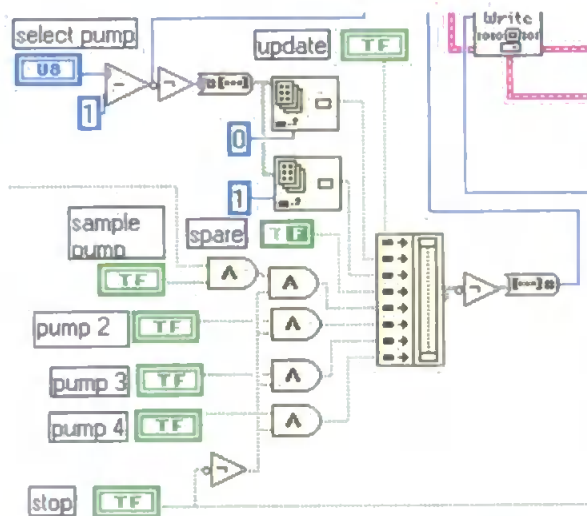 select pump
U8
1
update
TF
Write
0
1
sample
pump
TF
spare
T F
pump 2
TF
pump 3
TF
pump 4
TF
stop
TF